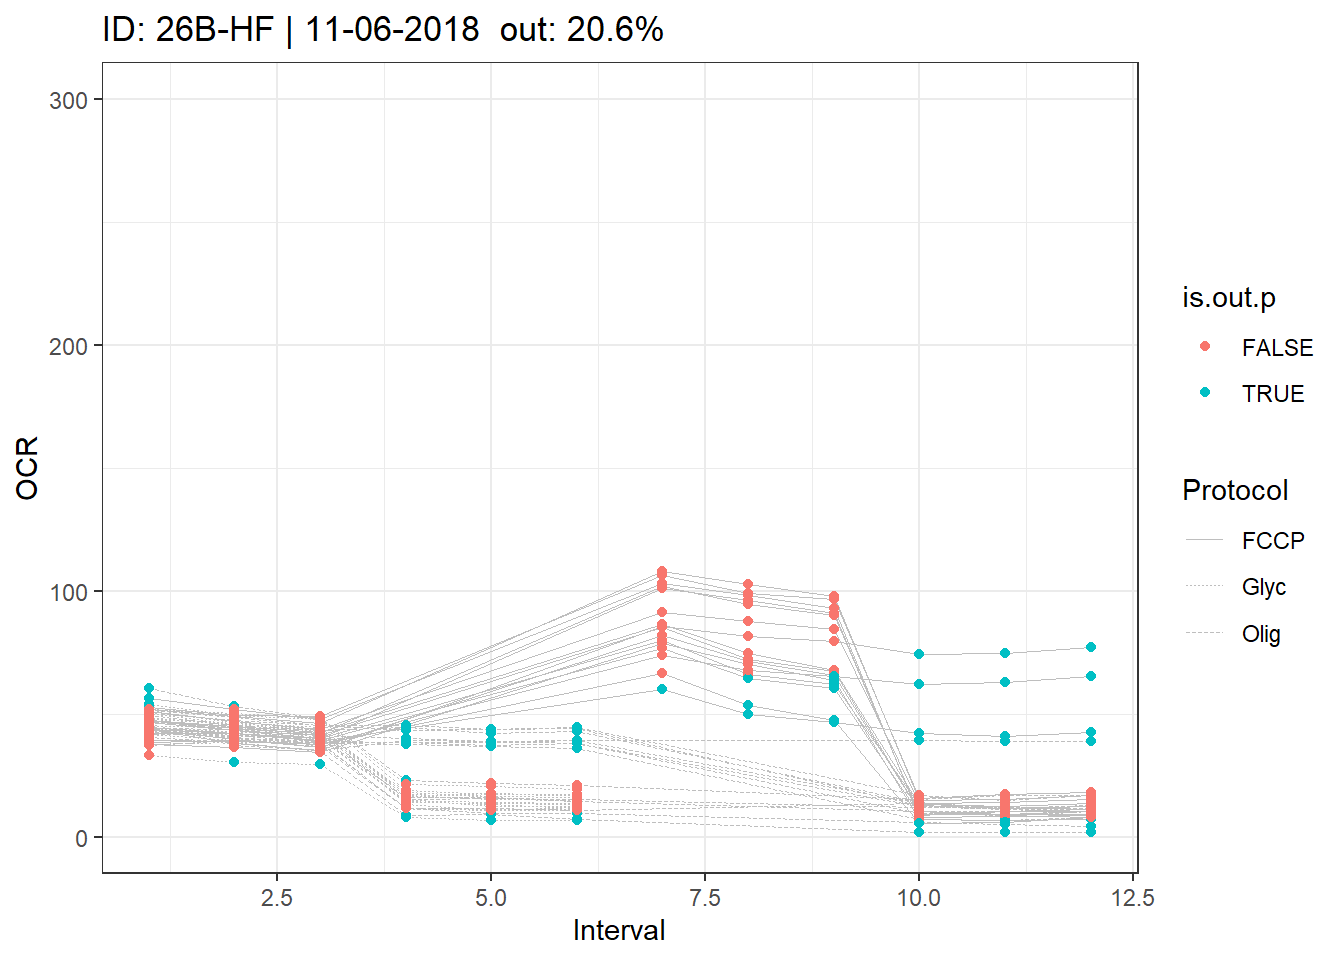 ID: 26B-HF | 11-06-2018  out: 20.6%
300
200
100
0
OCR
2.5
5.0
7.5
10.0
12.5
Interval
is.out.p
FALSE
TRUE
Protocol
FCCP
Glyc
Olig